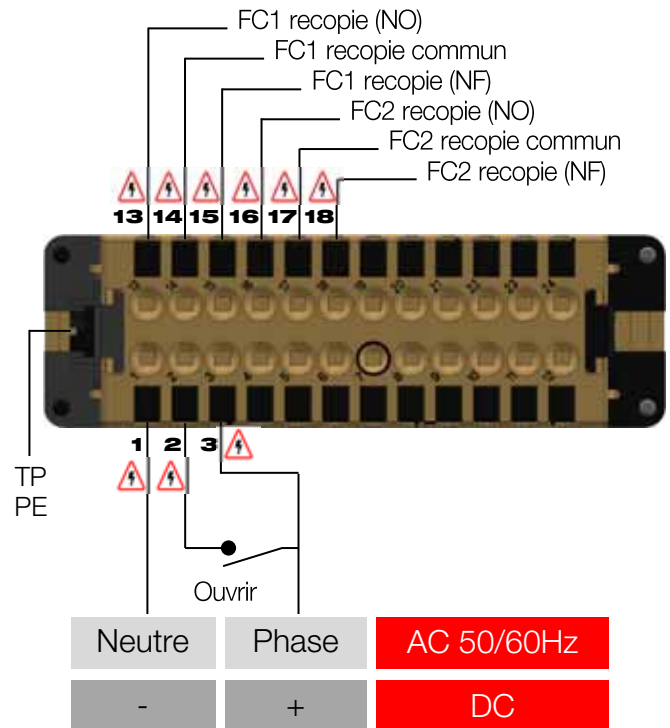 FC1 recopie (NO)
FC1 recopie commun
FC1 recopie (NF)
FC2 recopie (NO)
FC2 recopie commun
FC2 recopie (NF)
13 14 15 16 17 18
1 2 3
TP
PE
Ouvrir
Neutre Phase AC 50/60Hz
- + DC